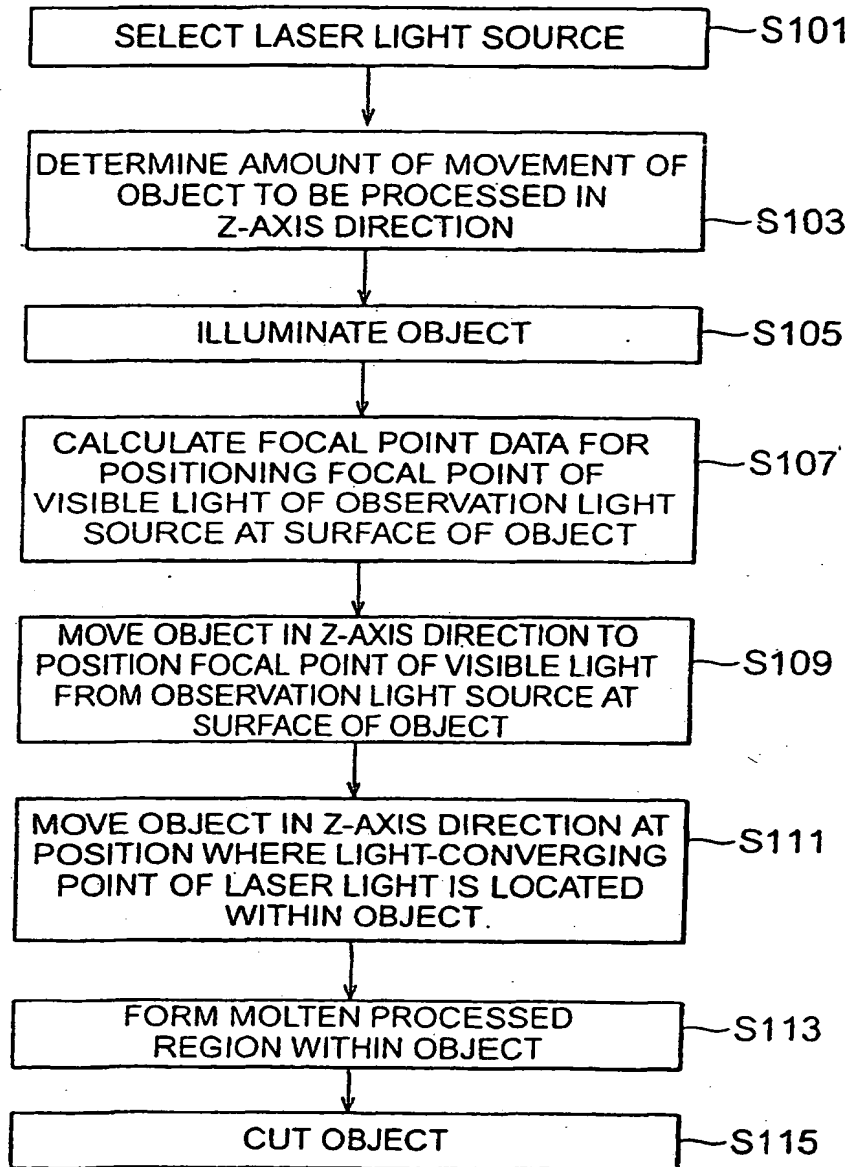 SELECT LASER LIGHT SOURCE
S101
DETERMINE AMOUNT OF MOVEMENT OF
OBJECT TO BE PROCESSED IN
Z-AXIS DIRECTION
S103
ILLUMINATE OBJECT
S105
CALCULATE FOCAL POINT DATA FOR
POSITIONING FOCAL POINT OF
VISIBLE LIGHT OF OBSERVATION LIGHT
SOURCE AT SURFACE OF OBJECT
S107
MOVE OBJECT IN Z-AXIS DIRECTION TO
POSITION FOCAL POINT OF VISIBLE LIGHT
FROM OBSERVATION LIGHT SOURCE AT
SURFACE OF OBJECT
S109
MOVE OBJECT IN Z-AXIS DIRECTION AT
POSITION WHERE LIGHT-CONVERGING
POINT OF LASER LIGHT IS LOCATED
WITHIN OBJECT.
S111
FORM MOLTEN PROCESSED
REGION WITHIN OBJECT
S113
CUT OBJECT
S115